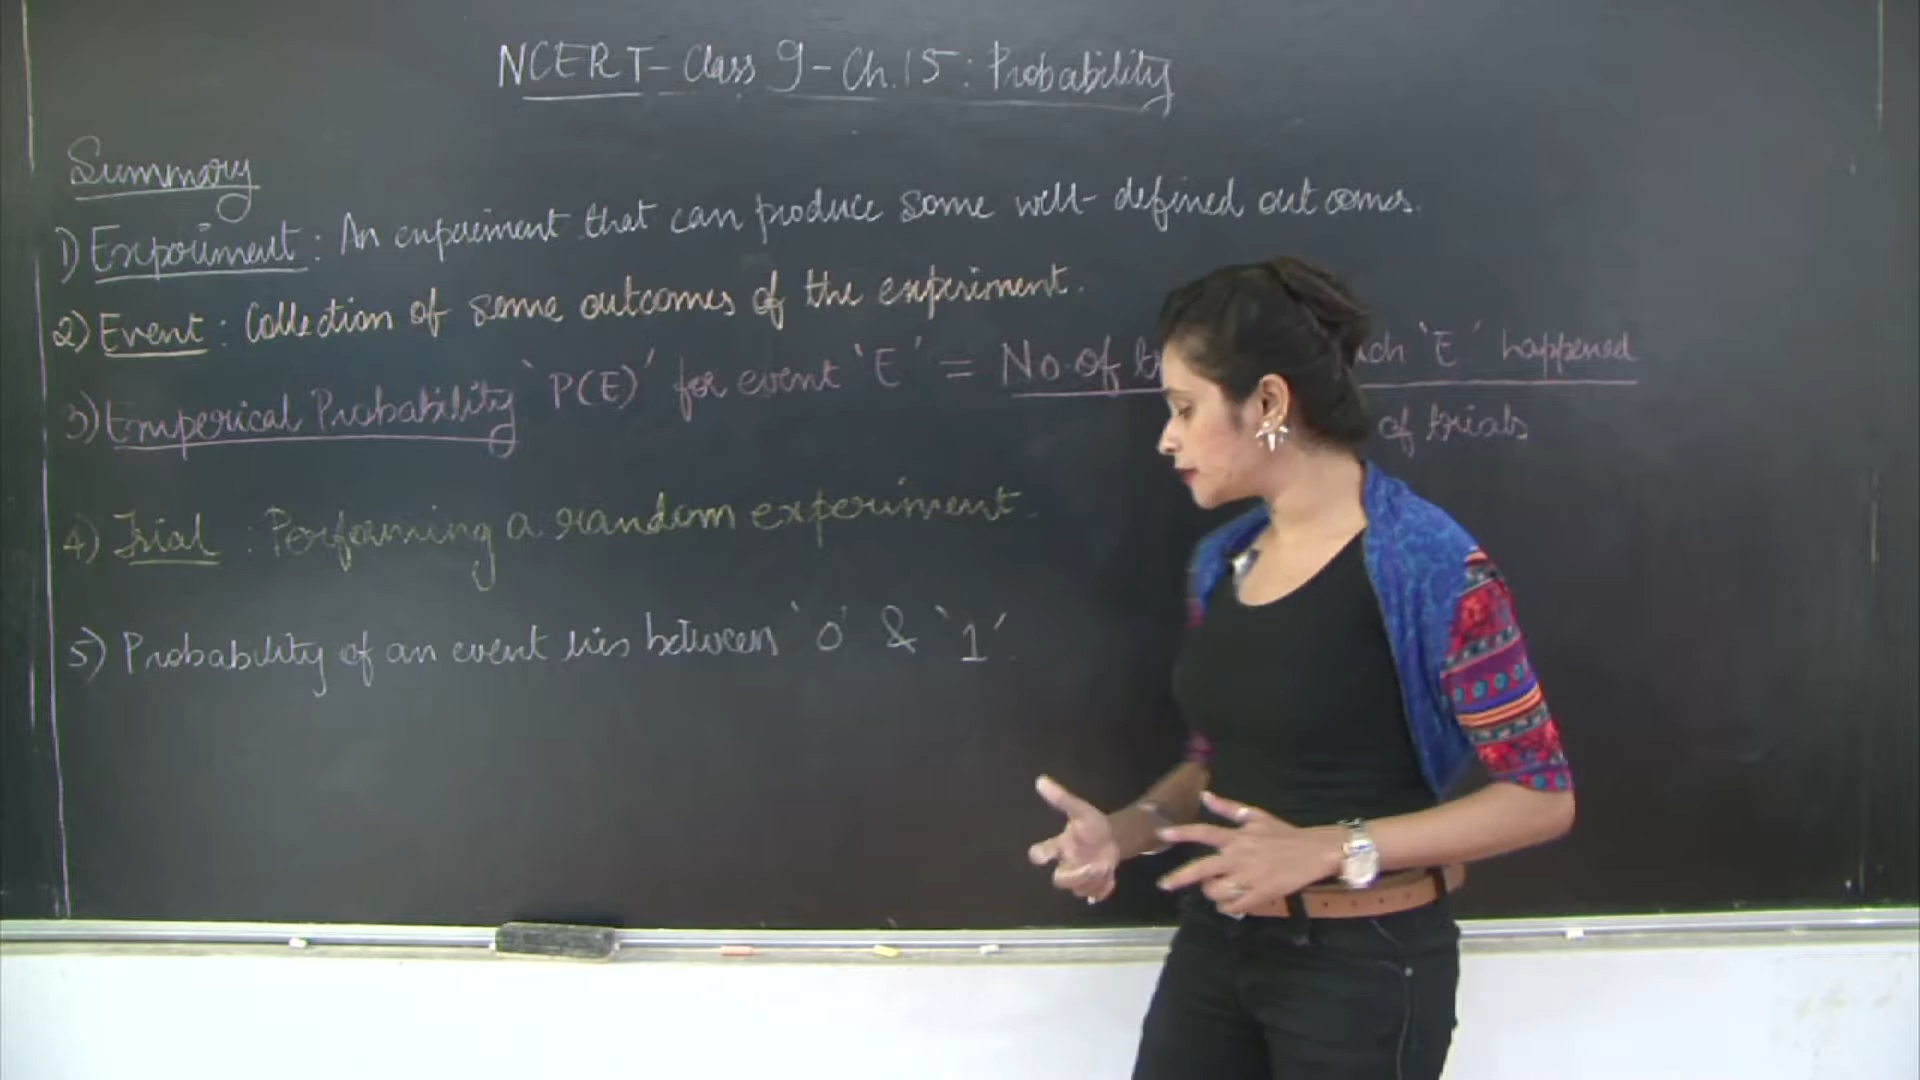 NCERT - Class 9 - Ch.15 : Probability
Summary
1) Experiment : An experiment that can produce some well-defined outcomes.
2) Event : Collection of some outcomes of the experiment.
3) Emperical Probability 'P(E)' for event 'E' = No. of 'E' happened
of trials
4) Trial : Performing a random experiment.
5) Probability of an event lies between '0' & '1'.